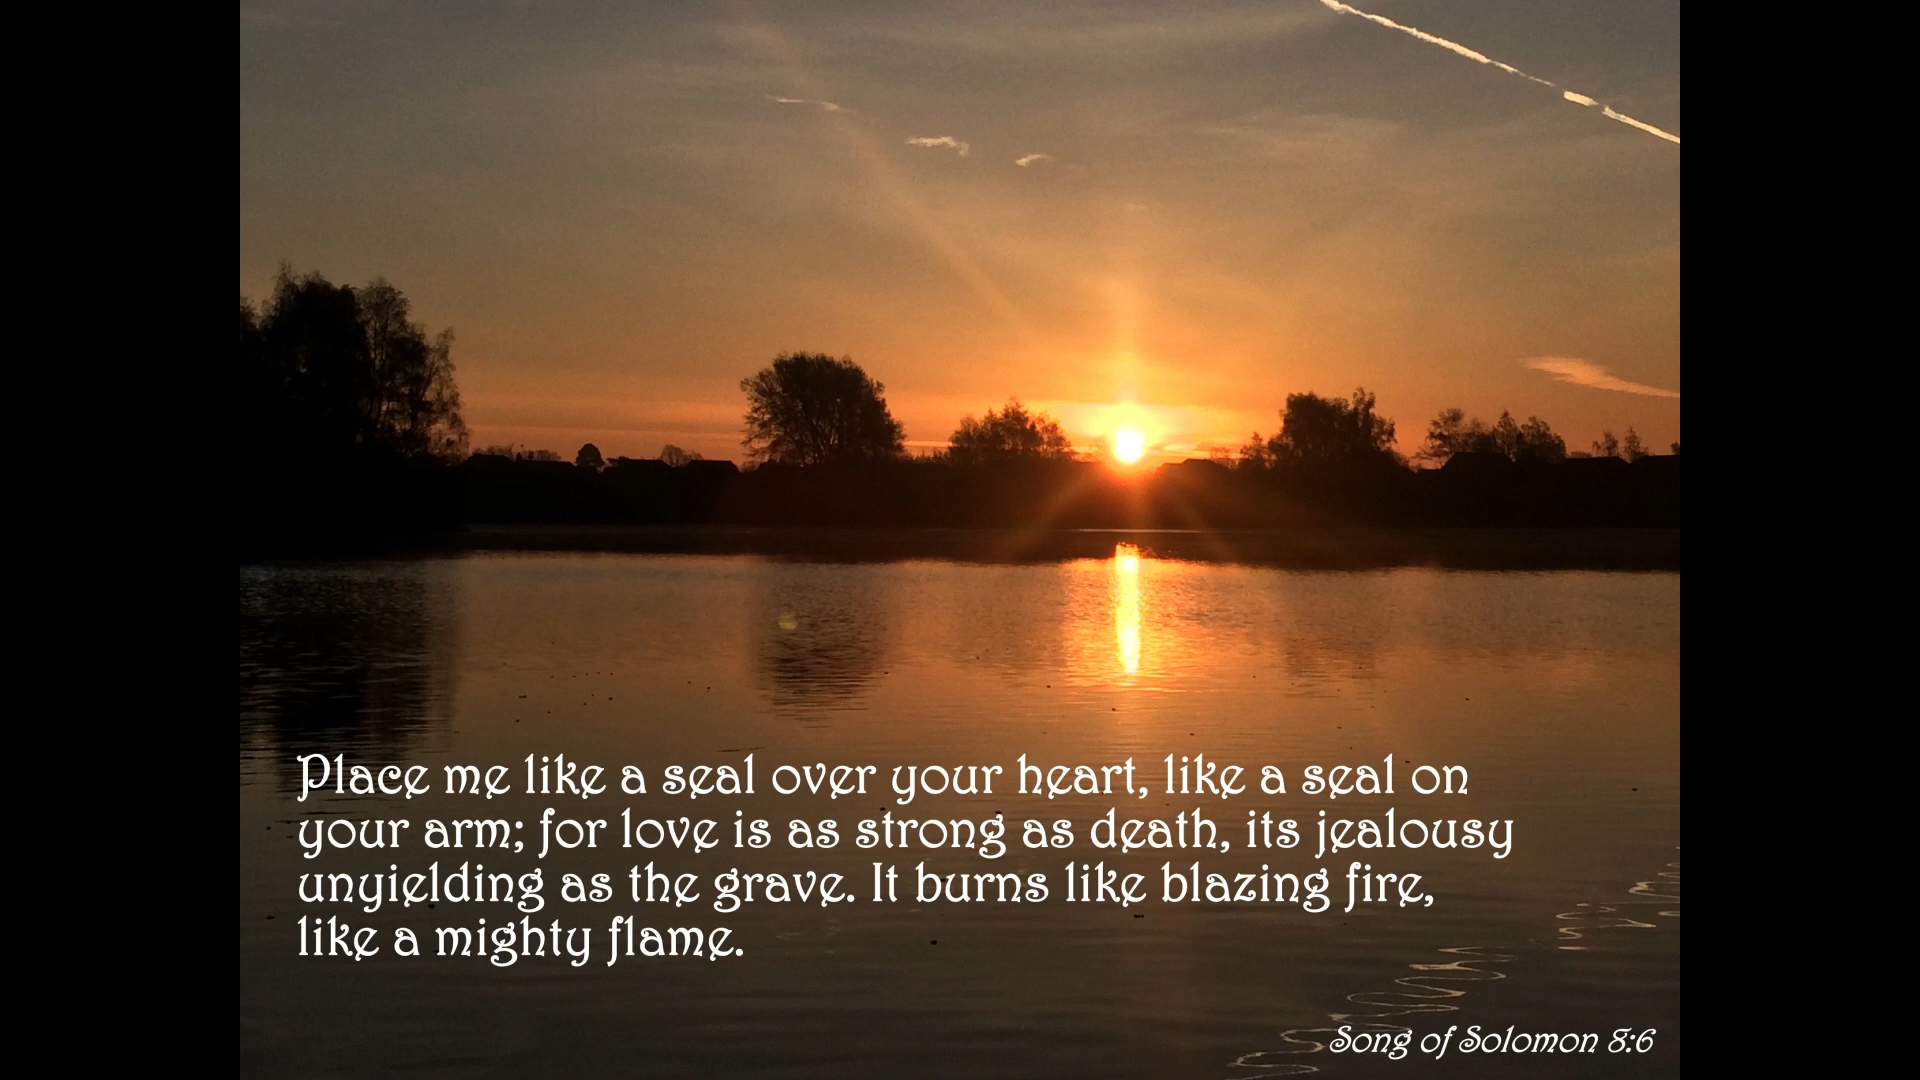 Place me like a seal over your heart, like a seal on
your arm; for love is as strong as death, its jealousy
unyielding as the grave. It burns like blazing fire,
like a mighty flame.
Song of Solomon 8:6